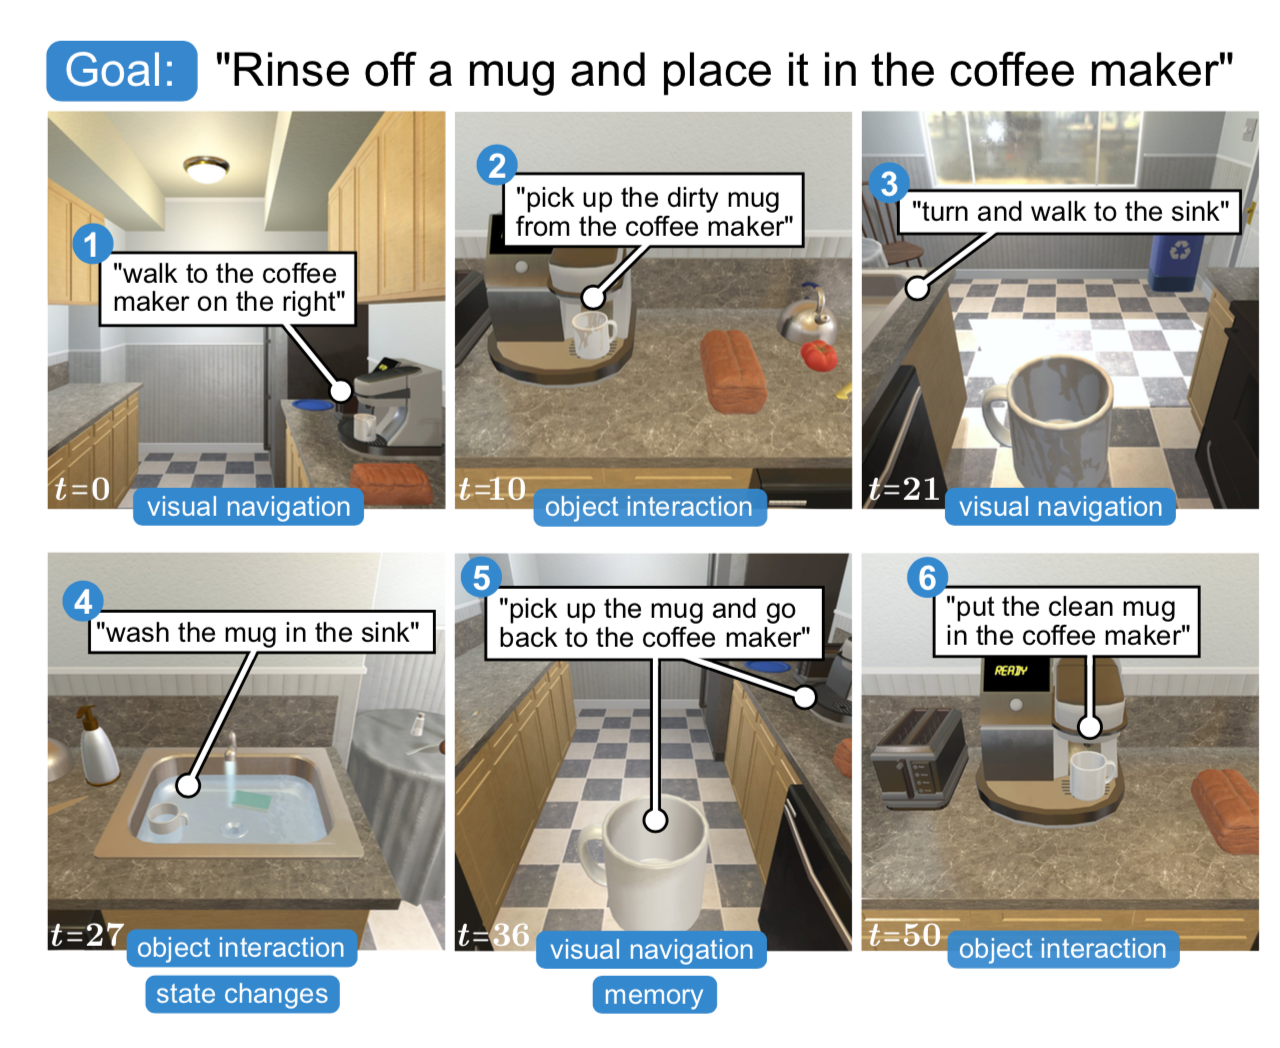 Goal: "Rinse off a mug and place it in the coffee maker"
1
"walk to the coffee
maker on the right"
t=0
visual navigation
2
"pick up the dirty mug
from the coffee maker"
t=10
object interaction
3
"turn and walk to the sink"
t=21
visual navigation
4
"wash the mug in the sink"
t=27
object interaction
state changes
5
"pick up the mug and go
back to the coffee maker"
t=36
visual navigation
memory
6
"put the clean mug
in the coffee maker"
READY
t=50
object interaction